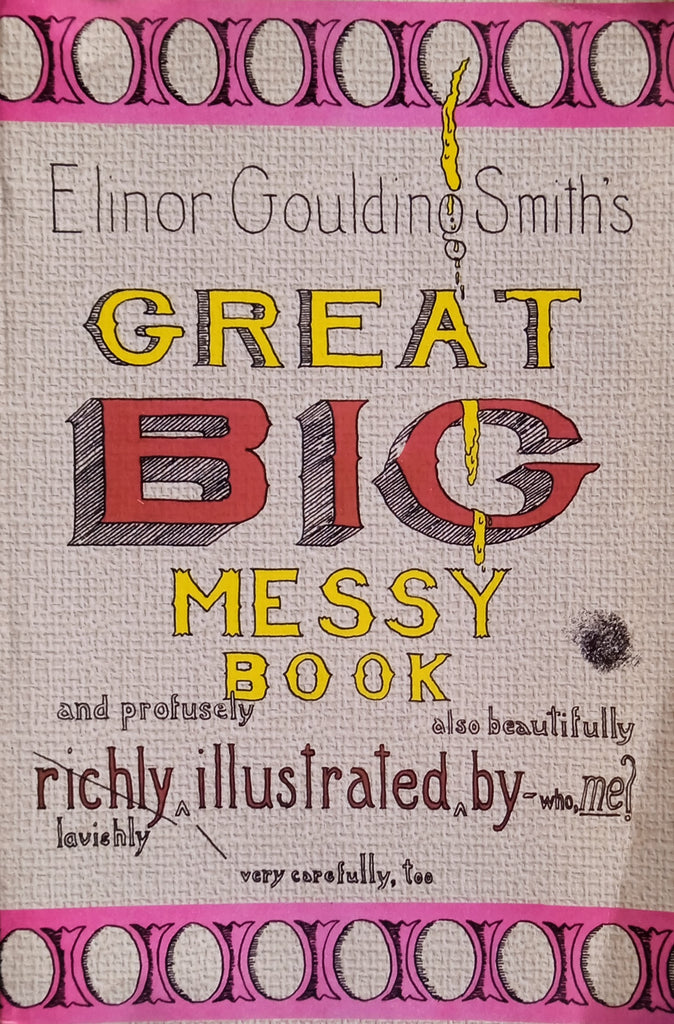 Elinor Goulding Smith's
GREAT
BIG
MESSY
BOOK
and profusely
also beautifully
richly ^ illustrated ^ by - who, me?
lavishly
very carefully, too